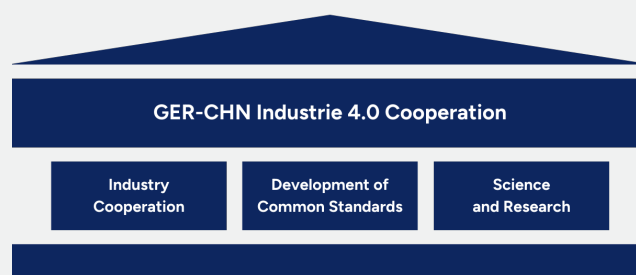 GER-CHN Industrie 4.0 Cooperation
Industry
Cooperation
Development of
Common Standards
Science
and Research